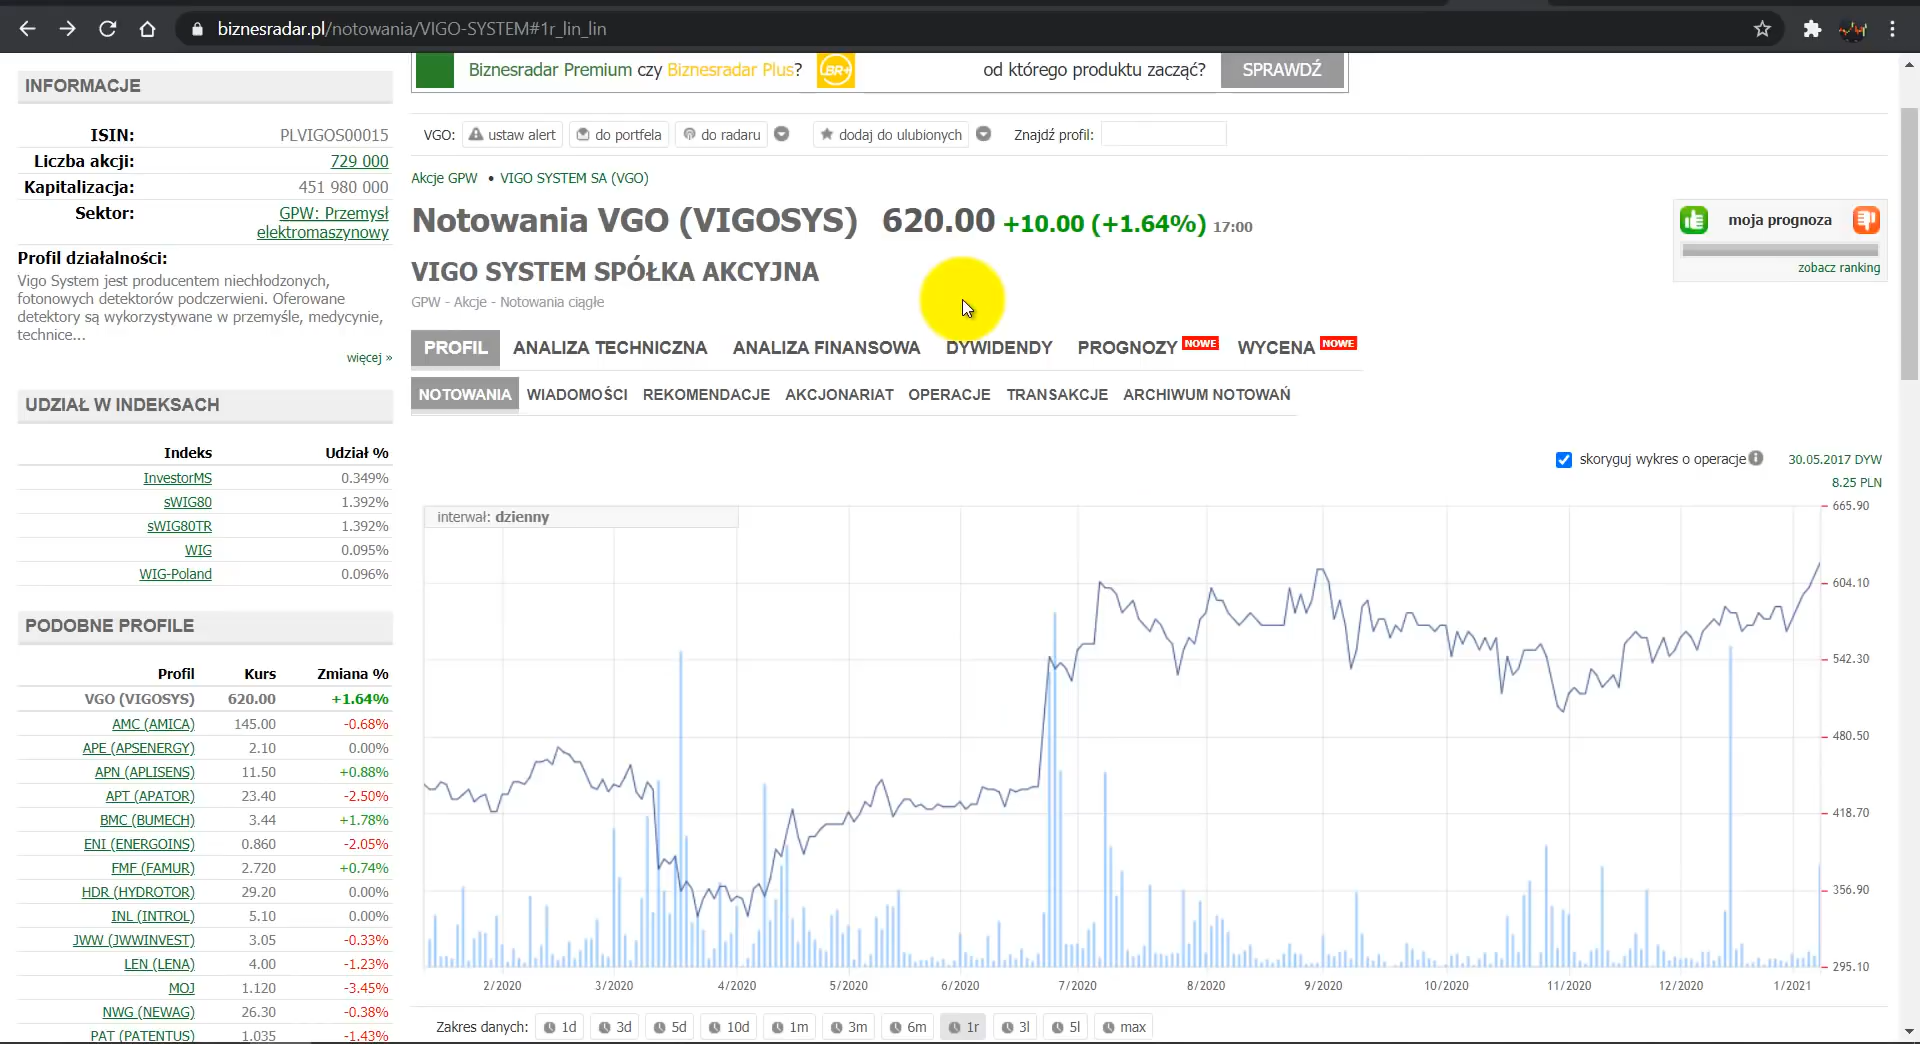 biznesradar.pl/notowania/VIGO-SYSTEM#1r_lin_lin
INFORMACJE
ISIN: PLVIGOS00015
Liczba akcji: 729 000
Kapitalizacja: 451 980 000
Sektor: GPW: Przemysł
elektromaszynowy
Profil działalności:
Vigo System jest producentem niechłodzonych,
fotonowych detektorów podczerwieni. Oferowane
detektory są wykorzystywane w przemyśle, medycynie,
technice...
więcej »
UDZIAŁ W INDEKSACH
Indeks Udział %
InvestorMS 0.349%
sWIG80 1.392%
sWIG80TR 1.392%
WIG 0.095%
WIG-Poland 0.096%
PODOBNE PROFILE
Profil Kurs Zmiana %
VGO (VIGOSYS) 620.00 +1.64%
AMC (AMICA) 145.00 -0.68%
APE (APSENERGY) 2.10 0.00%
APN (APLISENS) 11.50 +0.88%
APT (APATOR) 23.40 -2.50%
BMC (BUMECH) 3.44 +1.78%
ENI (ENERGOINS) 0.860 -2.05%
FMF (FAMUR) 2.720 +0.74%
HDR (HYDROTOR) 29.20 0.00%
INL (INTROL) 5.10 0.00%
JWW (JWWINVEST) 3.05 -0.33%
LEN (LENA) 4.00 -1.23%
MOJ 1.120 -3.45%
NWG (NEWAG) 26.30 -0.38%
PAT (PATENTUS) 1.035 -1.43%
Biznesradar Premium czy Biznesradar Plus? BR+ od którego produktu zacząć? SPRAWDŹ
VGO: ustaw alert do portfela do radaru dodaj do ulubionych Znajdź profil:
Akcje GPW • VIGO SYSTEM SA (VGO)
Notowania VGO (VIGOSYS) 620.00 +10.00 (+1.64%) 17:00
VIGO SYSTEM SPÓŁKA AKCYJNA
GPW - Akcje - Notowania ciągłe
moja prognoza
zobacz ranking
PROFIL ANALIZA TECHNICZNA ANALIZA FINANSOWA DYWIDENDY PROGNOZY NOWE WYCENA NOWE
NOTOWANIA WIADOMOŚCI REKOMENDACJE AKCJONARIAT OPERACJE TRANSAKCJE ARCHIWUM NOTOWAŃ
skoryguj wykres o operacje 30.05.2017 DYW
8.25 PLN
interwał: dzienny
665.90
604.10
542.30
480.50
418.70
356.90
295.10
2/2020 3/2020 4/2020 5/2020 6/2020 7/2020 8/2020 9/2020 10/2020 11/2020 12/2020 1/2021
Zakres danych: 1d 3d 5d 10d 1m 3m 6m 1r 3l 5l max